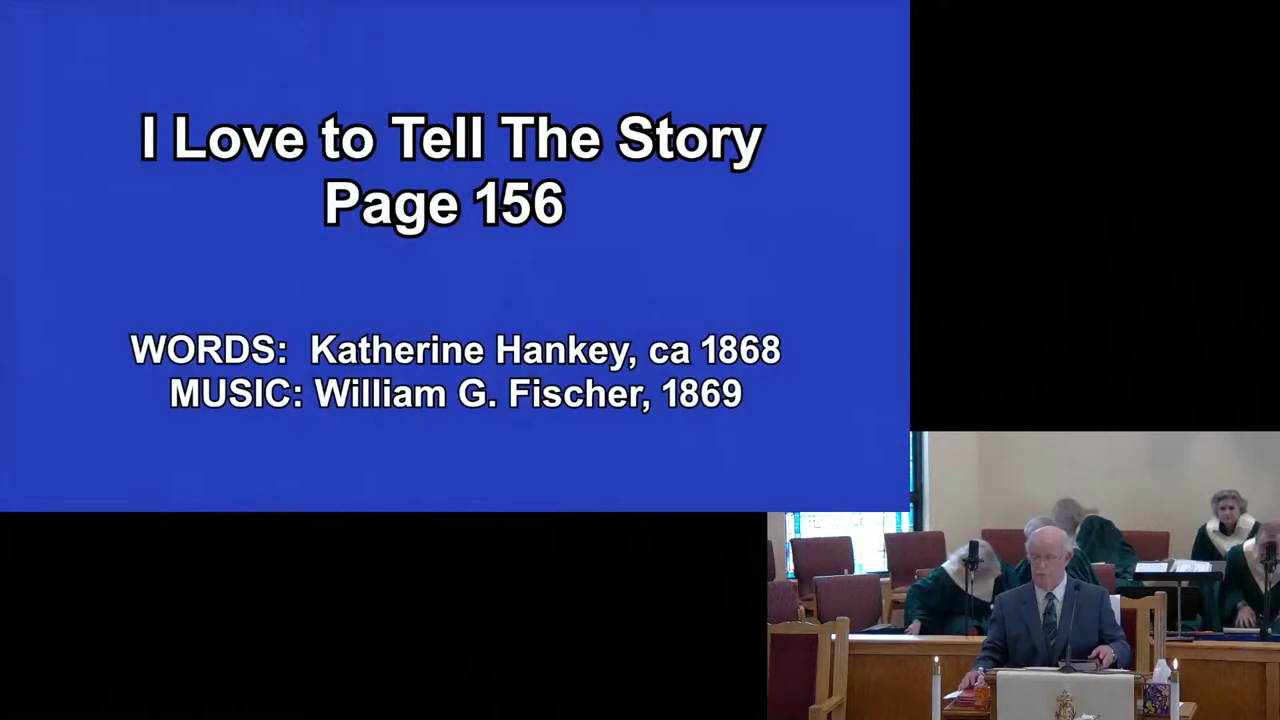 I Love to Tell The Story
Page 156
WORDS: Katherine Hankey, ca 1868
MUSIC: William G. Fischer, 1869